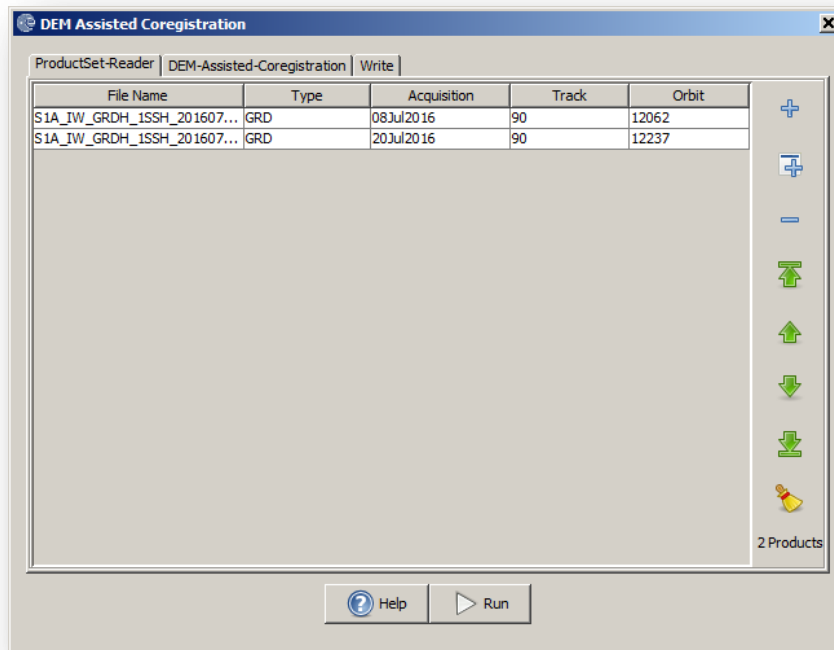 DEM Assisted Coregistration
ProductSet-Reader DEM-Assisted-Coregistration Write
File Name Type Acquisition Track Orbit
S1A_IW_GRDH_1SSH_201607... GRD 08Jul2016 90 12062
S1A_IW_GRDH_1SSH_201607... GRD 20Jul2016 90 12237
2 Products
Help Run